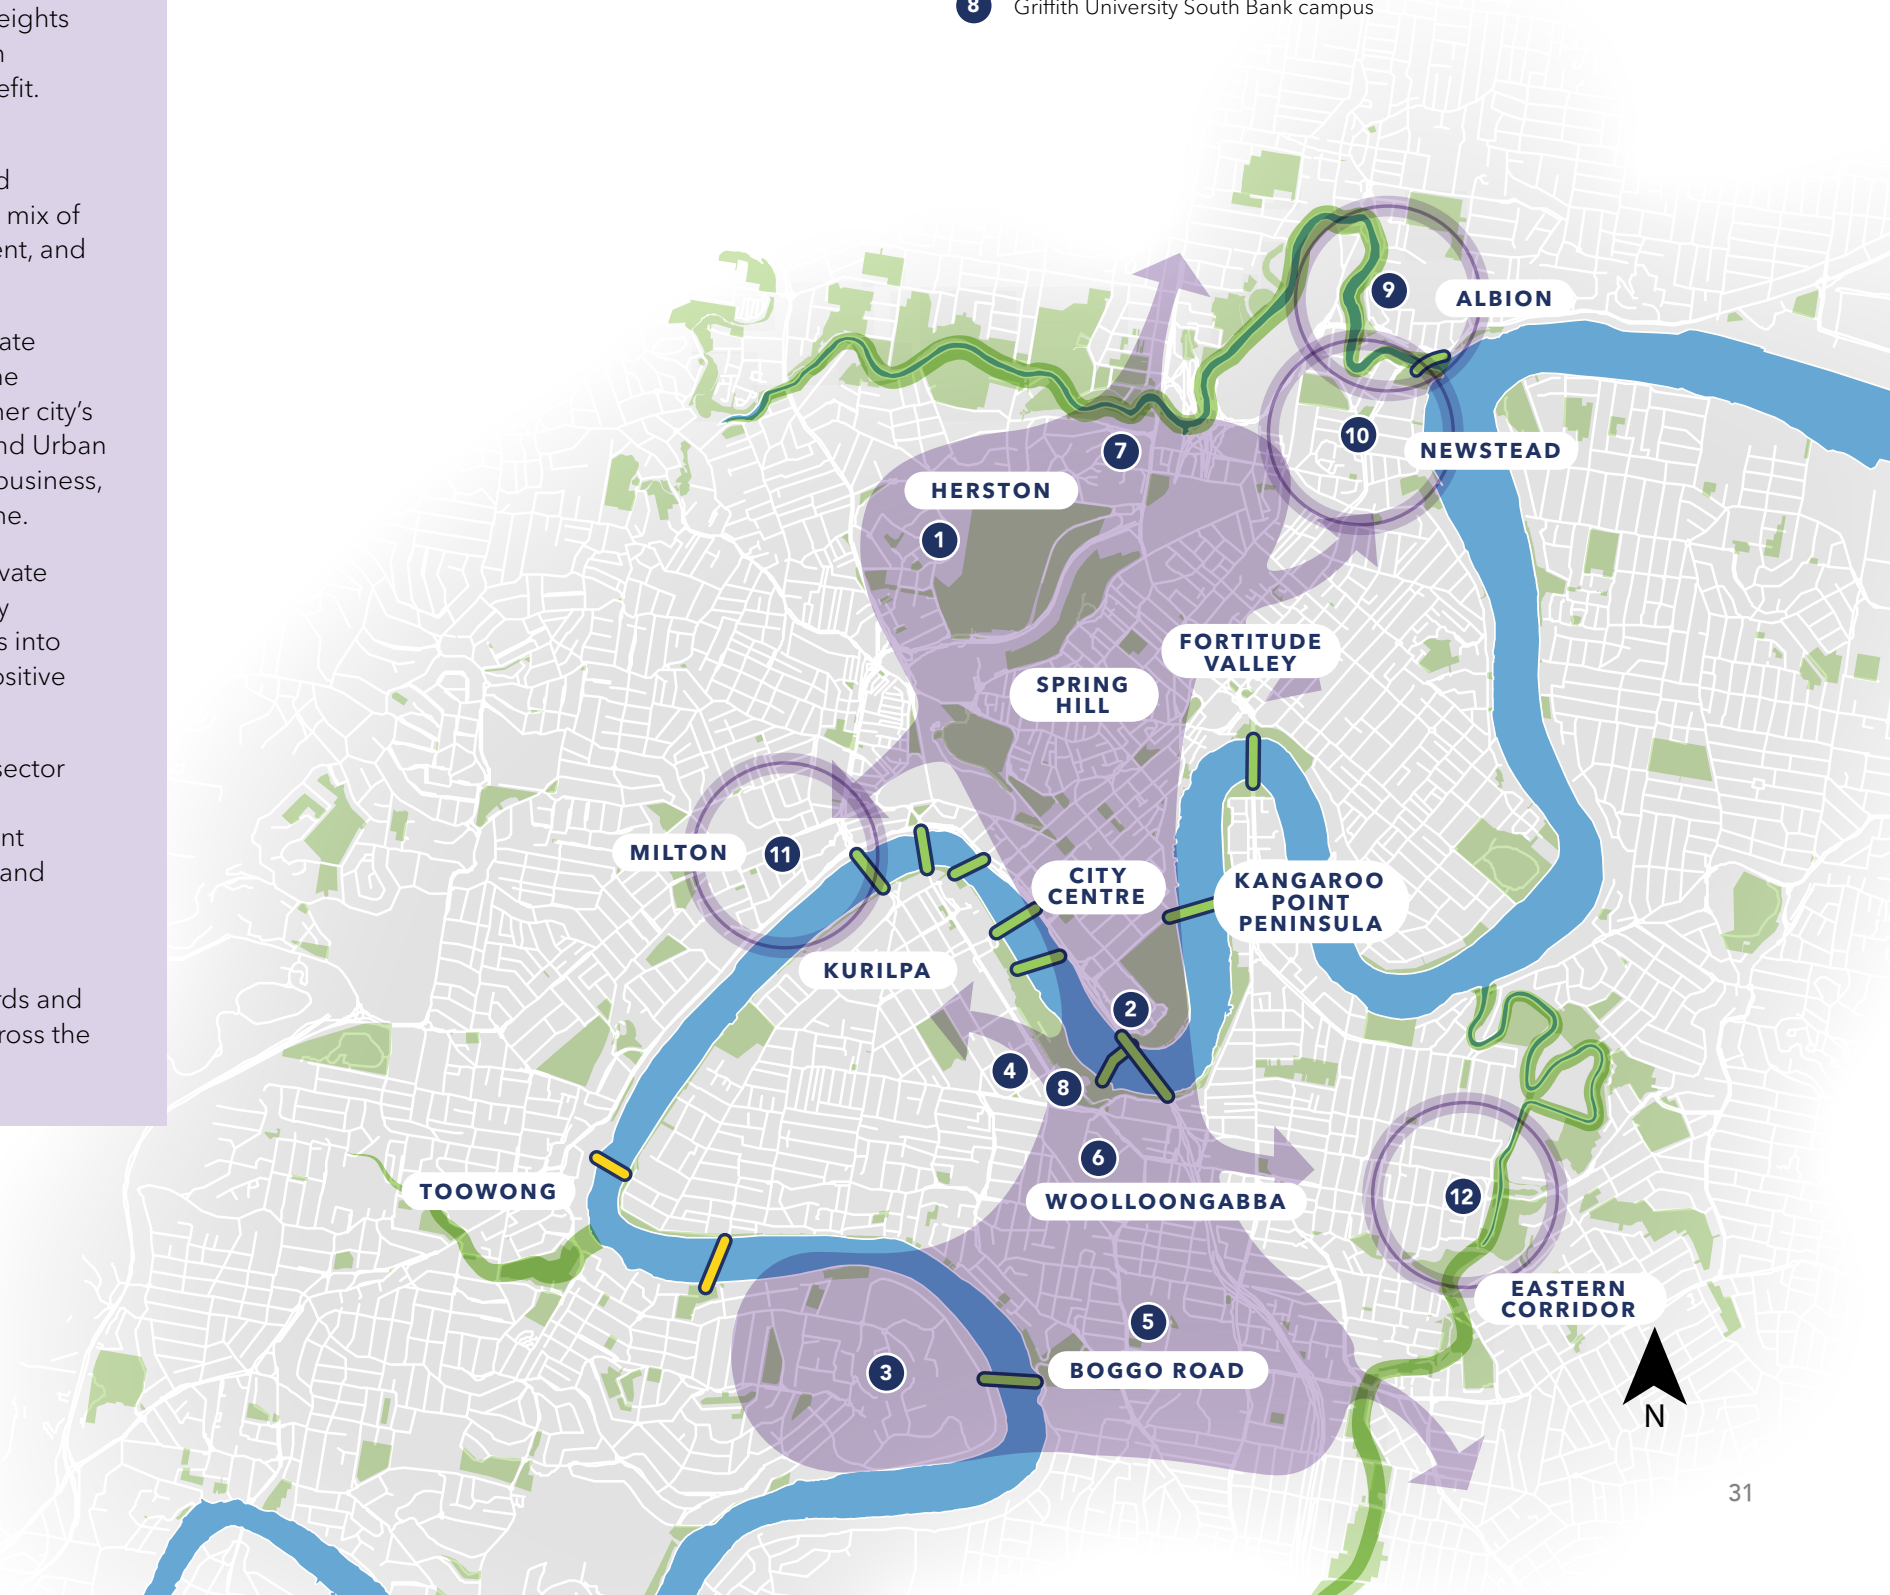 eights
n
efit.
d
mix of
ent, and
ate
ne
ner city's
nd Urban
business,
ne.
vate
y
s into
ositive
sector
nt
and
rds and
ross the
8 Griffith University South Bank campus
9
ALBION
10
NEWSTEAD
7
HERSTON
1
FORTITUDE
VALLEY
SPRING
HILL
MILTON
11
CITY
CENTRE
KANGAROO
POINT
PENINSULA
KURILPA
2
4
8
6
TOOWONG
WOOLLOONGABBA
12
EASTERN
CORRIDOR
5
BOGGO ROAD
3
N
31